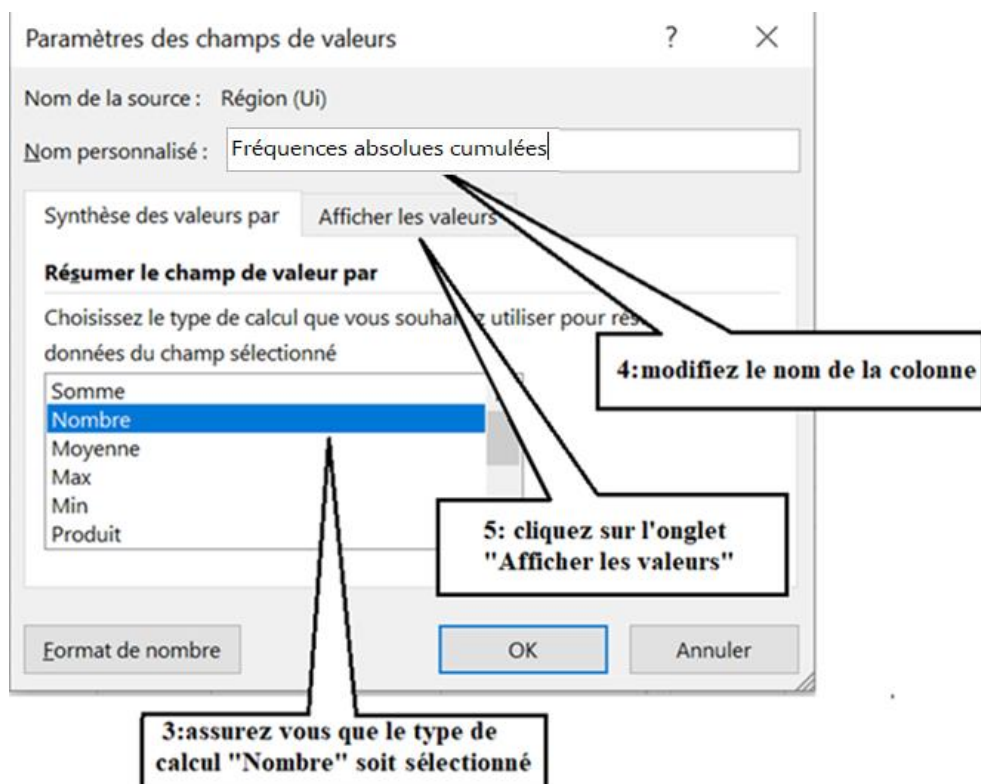 Paramètres des champs de valeurs ? ×
Nom de la source : Région (Ui)
Nom personnalisé : Fréquences absolues cumulées
Synthèse des valeurs par Afficher les valeurs
Résumer le champ de valeur par
Choisissez le type de calcul que vous utiliser pour
données du champ sélectionné
4:modifiez le nom de la colonne
Somme
Nombre
Moyenne
Max
Min
Produit
5: cliquez sur l'onglet
"Afficher les valeurs"
Format de nombre OK Annuler
3:assurez vous que le type de
calcul "Nombre" soit sélectionné